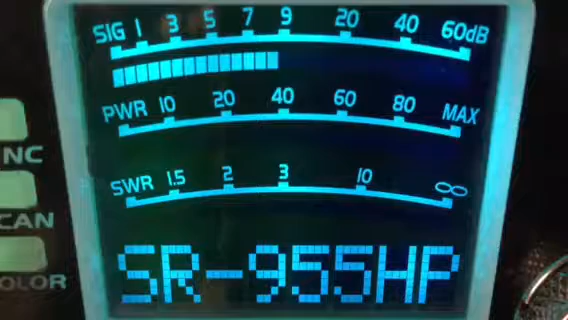 SIG 1 3 5 7 9 20 40 60dB
PWR 10 20 40 60 80 MAX
NC
SWR 1.5 2 3 10 ∞
CAN
SR-955HP
OLOR